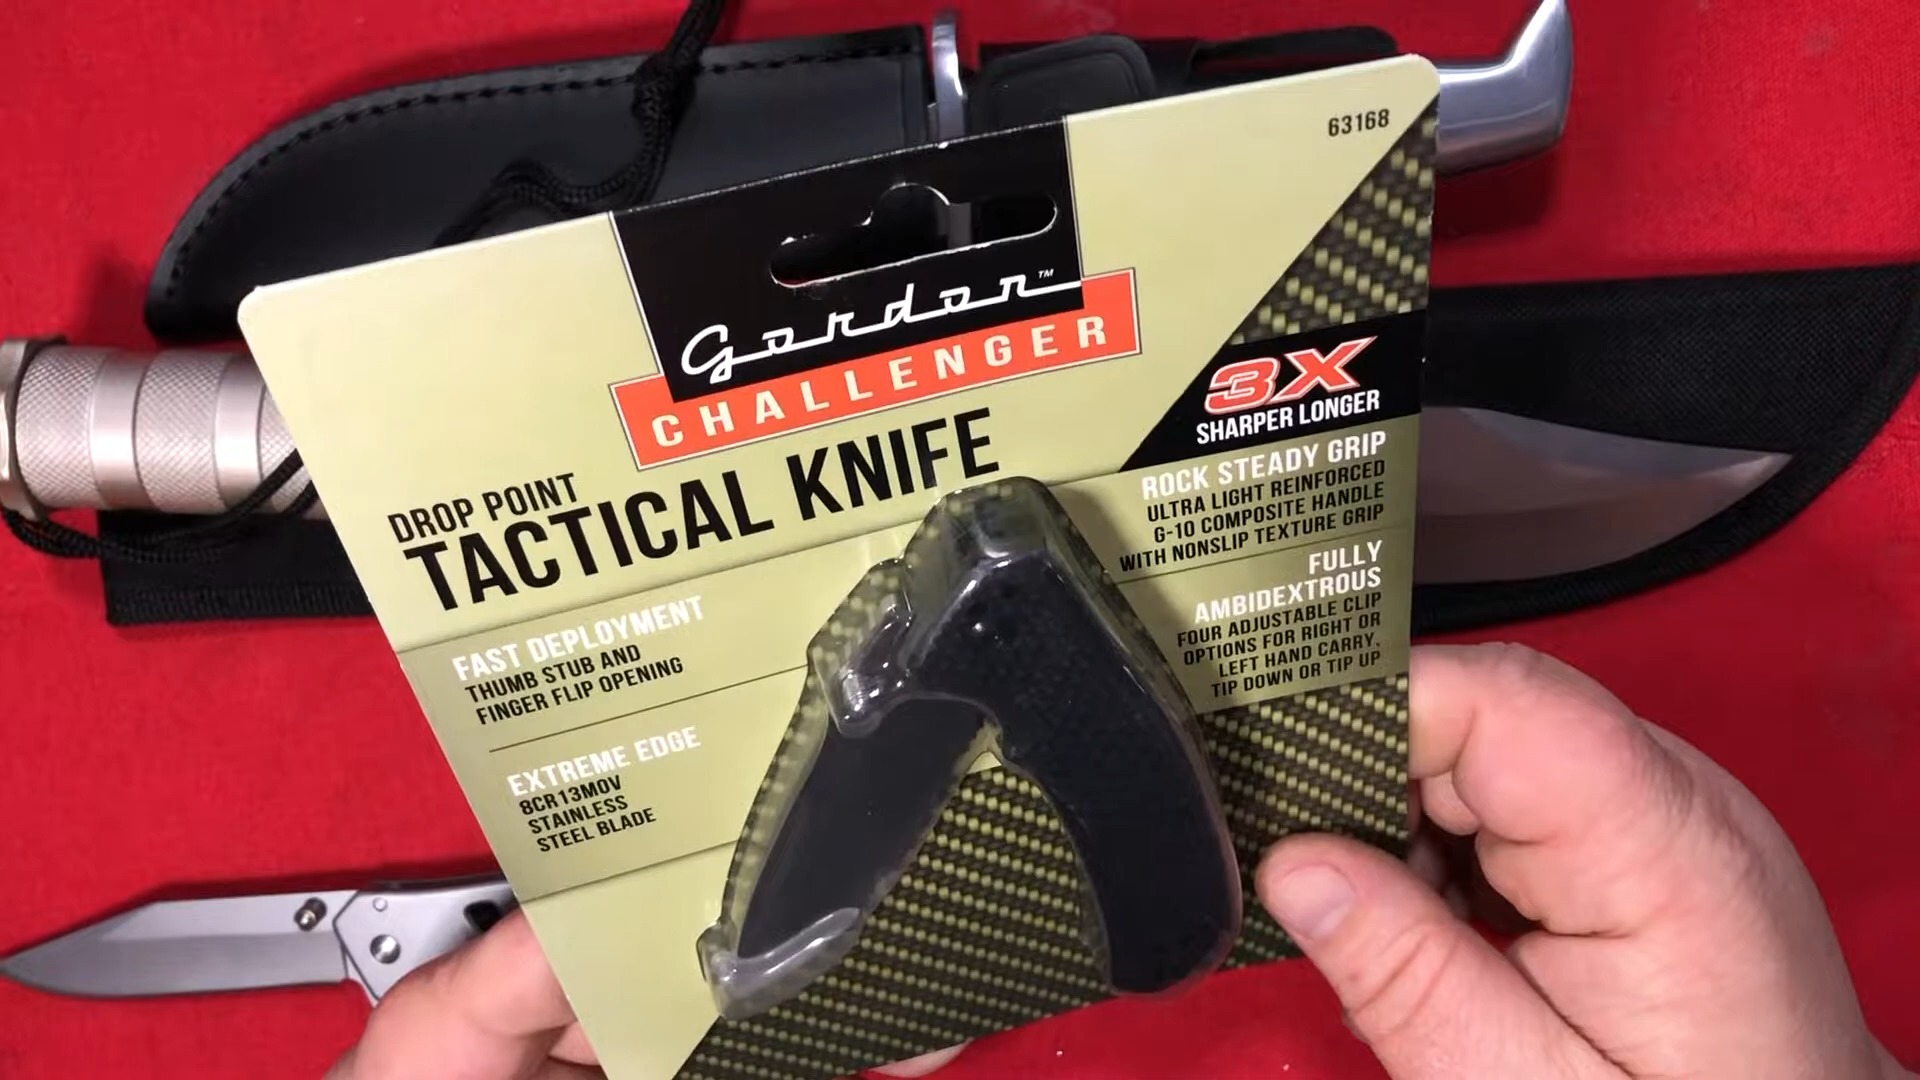 63168
Gordon™
CHALLENGER
DROP POINT
TACTICAL KNIFE
3X
SHARPER LONGER
FAST DEPLOYMENT
THUMB STUB AND
FINGER FLIP OPENING
EXTREME EDGE
8CR13MOV
STAINLESS
STEEL BLADE
ROCK STEADY GRIP
ULTRA LIGHT REINFORCED
G-10 COMPOSITE HANDLE
WITH NONSLIP TEXTURE GRIP
FULLY
AMBIDEXTROUS
FOUR ADJUSTABLE CLIP
OPTIONS FOR RIGHT OR
LEFT HAND CARRY,
TIP DOWN OR TIP UP